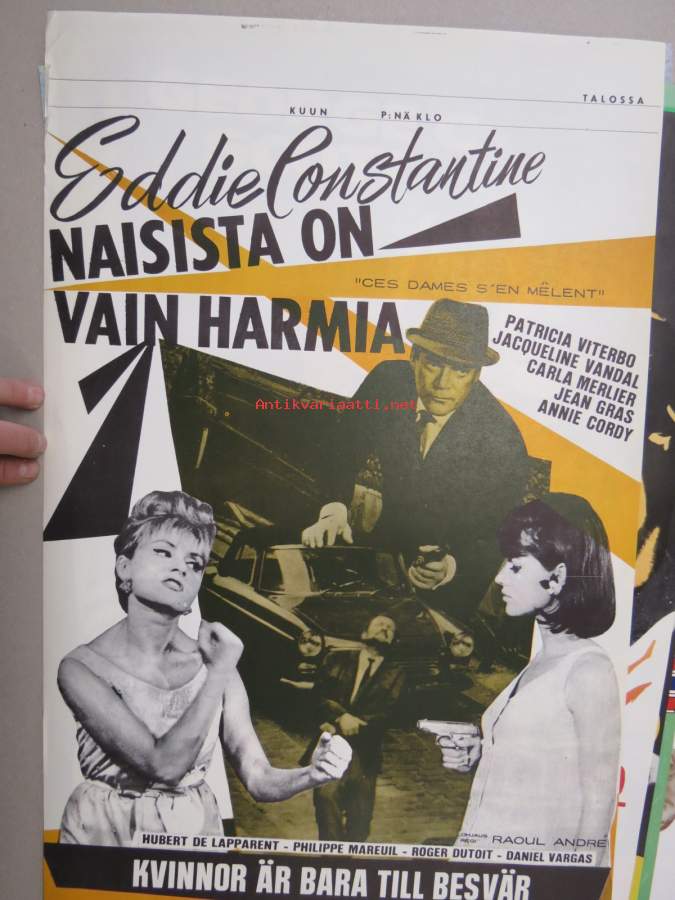 TALOSSA
KUUN P:NÄ KLO
Eddie Constantine
NAISISTA ON
"CES DAMES S'EN MÊLENT"
VAIN HARMIA
PATRICIA VITERBO
JACQUELINE VANDAL
CARLA MERLIER
JEAN GRAS
ANNIE CORDY
Antikvariaatti.net
OHJAUS
REGI RAOUL ANDRÉ
HUBERT DE LAPPARENT - PHILIPPE MAREUIL - ROGER DUTOIT - DANIEL VARGAS
KVINNOR ÄR BARA TILL BESVÄR